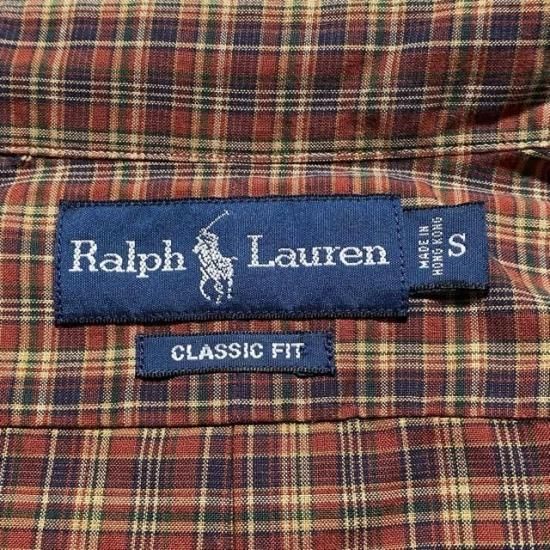 Ralph Lauren
MADE IN
HONG KONG
S
CLASSIC FIT